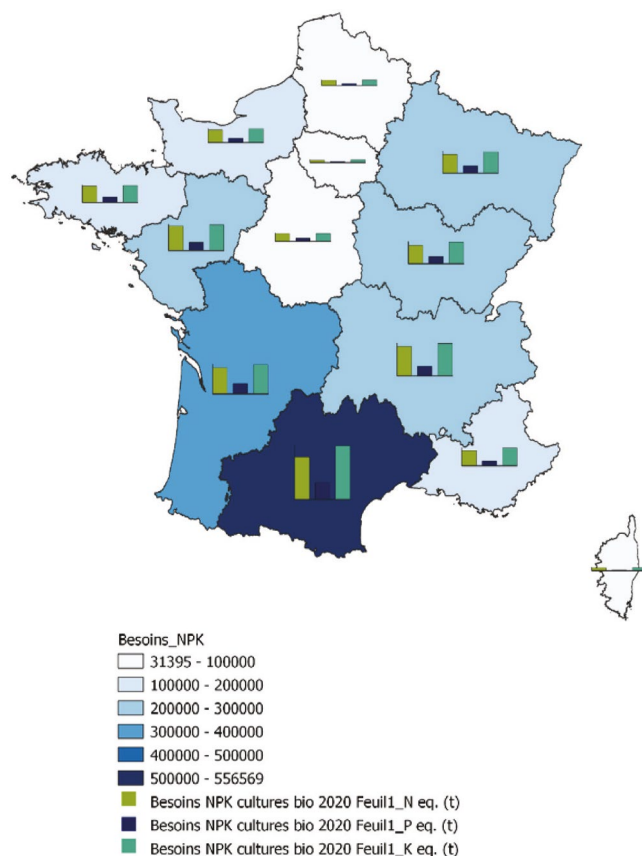 Besoins_NPK
31395 - 100000
100000 - 200000
200000 - 300000
300000 - 400000
400000 - 500000
500000 - 556569
Besoins NPK cultures bio 2020 Feuil1_N eq. (t)
Besoins NPK cultures bio 2020 Feuil1_P eq. (t)
Besoins NPK cultures bio 2020 Feuil1_K eq. (t)